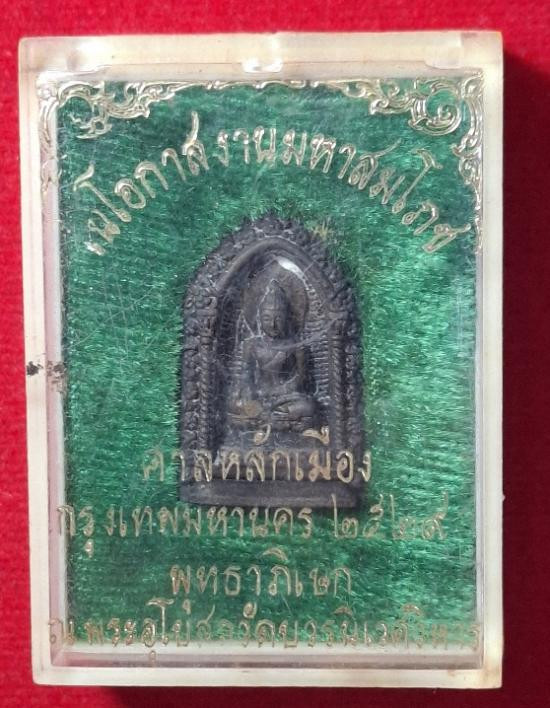 ในโอกาสงานมหาสมโภช
ศาลหลักเมือง
กรุงเทพมหานคร ๒๕๒๙
พุทธาภิเษก
ณ พระอุโบสถวัดบวรนิเวศวิหาร